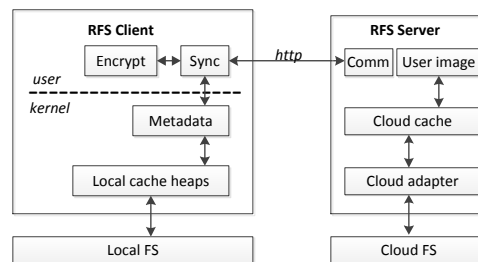 RFS Client
RFS Server
Encrypt
Sync
http
Comm
User image
user
kernel
Metadata
Cloud cache
Local cache heaps
Cloud adapter
Local FS
Cloud FS